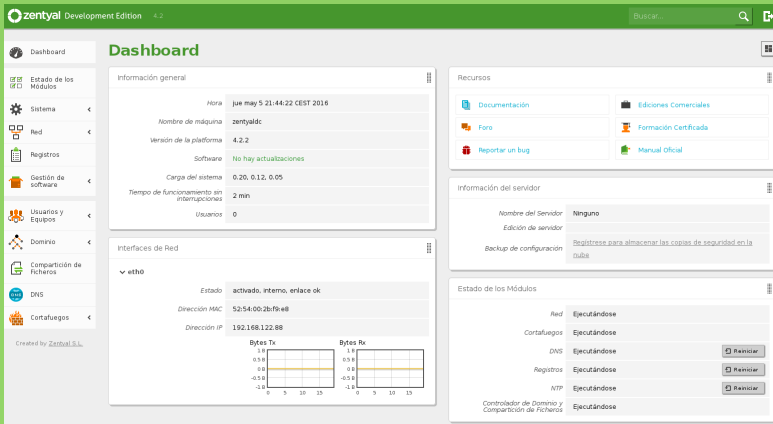 zentyal Development Edition 4.2
Buscar...
Dashboard
Estado de los
Módulos
Sistema
Red
Registros
Gestión de
software
Usuarios y
Equipos
Dominio
Compartición de
Ficheros
DNS
Cortafuegos
Created by Zentyal S.L.
Dashboard
Información general
Hora jue may 5 21:44:22 CEST 2016
Nombre de máquina zentyaldc
Versión de la plataforma 4.2.2
Software No hay actualizaciones
Carga del sistema 0.20, 0.12, 0.05
Tiempo de funcionamiento sin
interrupciones 2 min
Usuarios 0
Interfaces de Red
eth0
Estado activado, interno, enlace ok
Dirección MAC 52:54:00:2b:f9:e8
Dirección IP 192.168.122.88
Bytes Tx
1 B
0.5 B
0 B
-0.5 B
-1 B
0 5 10 15
Bytes Rx
1 B
0.5 B
0 B
-0.5 B
-1 B
0 5 10 15
Recursos
Documentación Ediciones Comerciales
Foro Formación Certificada
Reportar un bug Manual Oficial
Información del servidor
Nombre del Servidor Ninguno
Edición de servidor
Backup de configuración Regístrese para almacenar las copias de seguridad en la
nube
Estado de los Módulos
Red Ejecutándose
Cortafuegos Ejecutándose
DNS Ejecutándose Reiniciar
Registros Ejecutándose Reiniciar
NTP Ejecutándose Reiniciar
Controlador de Dominio y
Compartición de Ficheros Ejecutándose